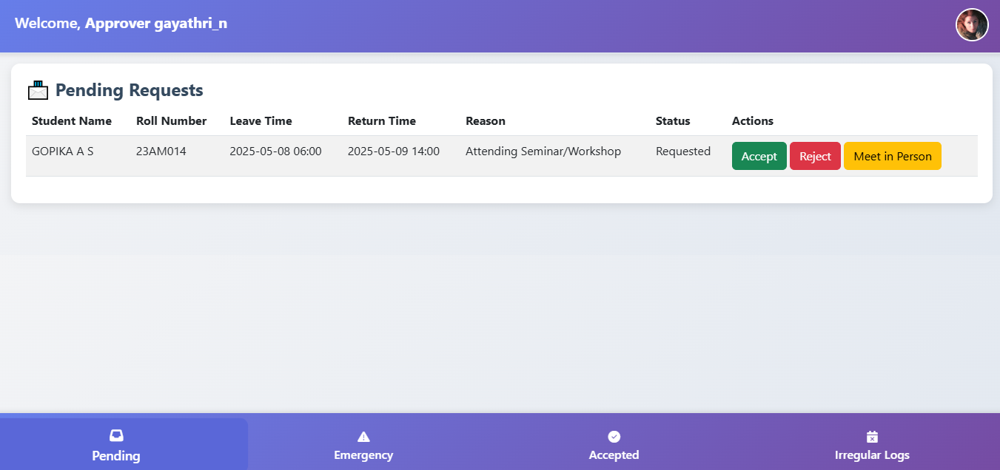 Welcome, Approver gayathri_n
Pending Requests
Student Name Roll Number Leave Time Return Time Reason Status Actions
GOPIKA A S 23AM014 2025-05-08 06:00 2025-05-09 14:00 Attending Seminar/Workshop Requested Accept Reject Meet in Person
Pending Emergency Accepted Irregular Logs